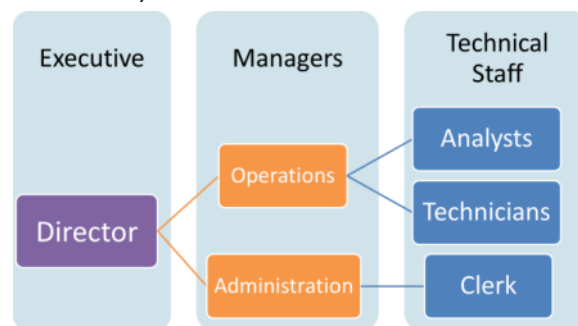 Executive
Managers
Technical
Staff
Director
Operations
Administration
Analysts
Technicians
Clerk